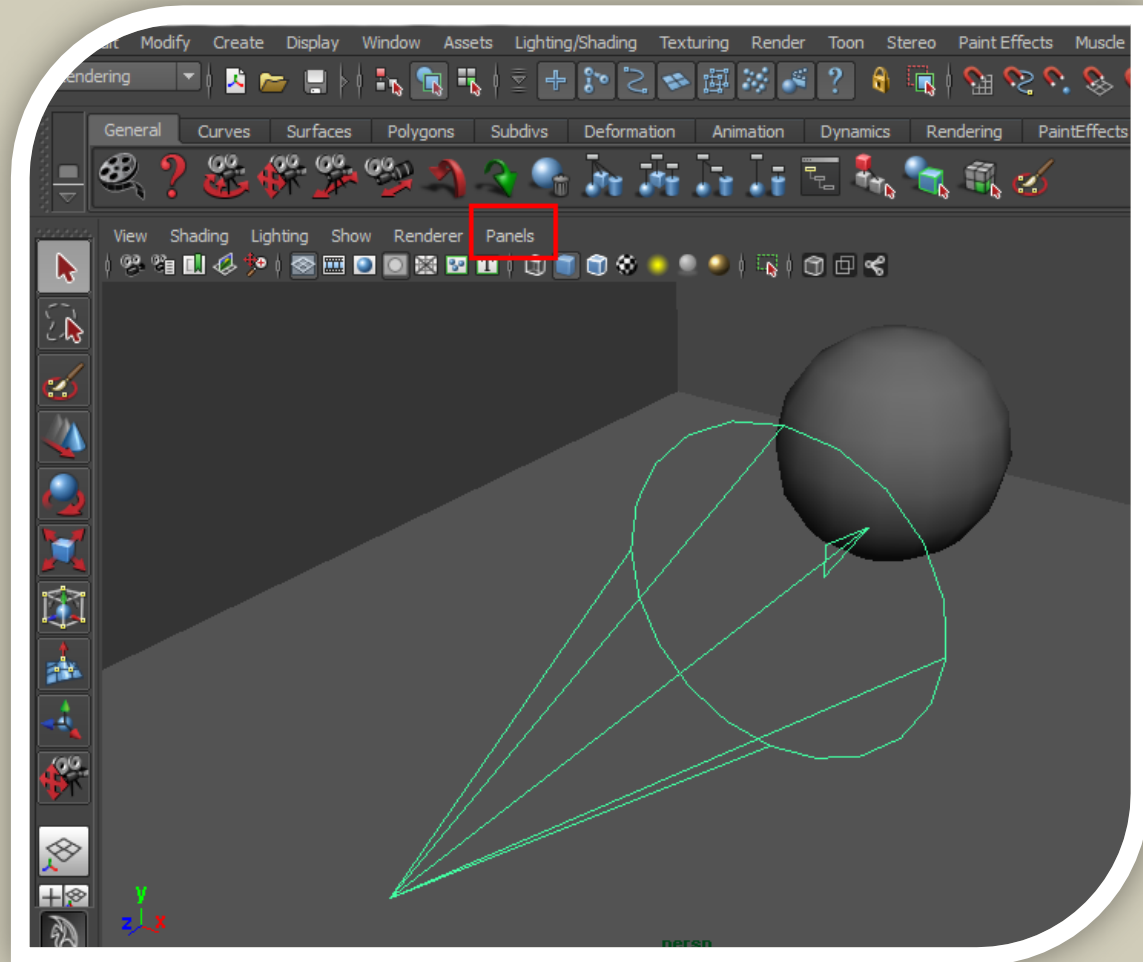 Modify Create Display Window Assets Lighting/Shading Texturing Render Toon Stereo Paint Effects Muscle
General Curves Surfaces Polygons Subdivs Deformation Animation Dynamics Rendering PaintEffects
View Shading Lighting Show Renderer Panels
T
y
z x
persp